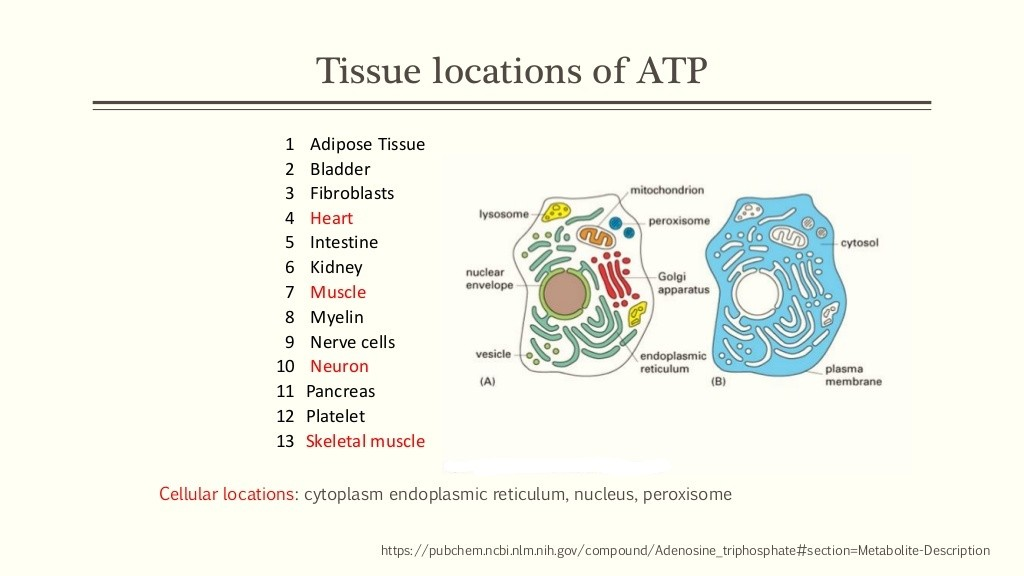 Tissue locations of ATP
1 Adipose Tissue
2 Bladder
3 Fibroblasts
4 Heart
5 Intestine
6 Kidney
7 Muscle
8 Myelin
9 Nerve cells
10 Neuron
11 Pancreas
12 Platelet
13 Skeletal muscle
mitochondrion
lysosome
peroxisome
nuclear
envelope
Golgi
apparatus
vesicle
endoplasmic
reticulum
(A)
cytosol
plasma
membrane
(B)
Cellular locations: cytoplasm endoplasmic reticulum, nucleus, peroxisome
https://pubchem.ncbi.nlm.nih.gov/compound/Adenosine_triphosphate#section=Metabolite-Description